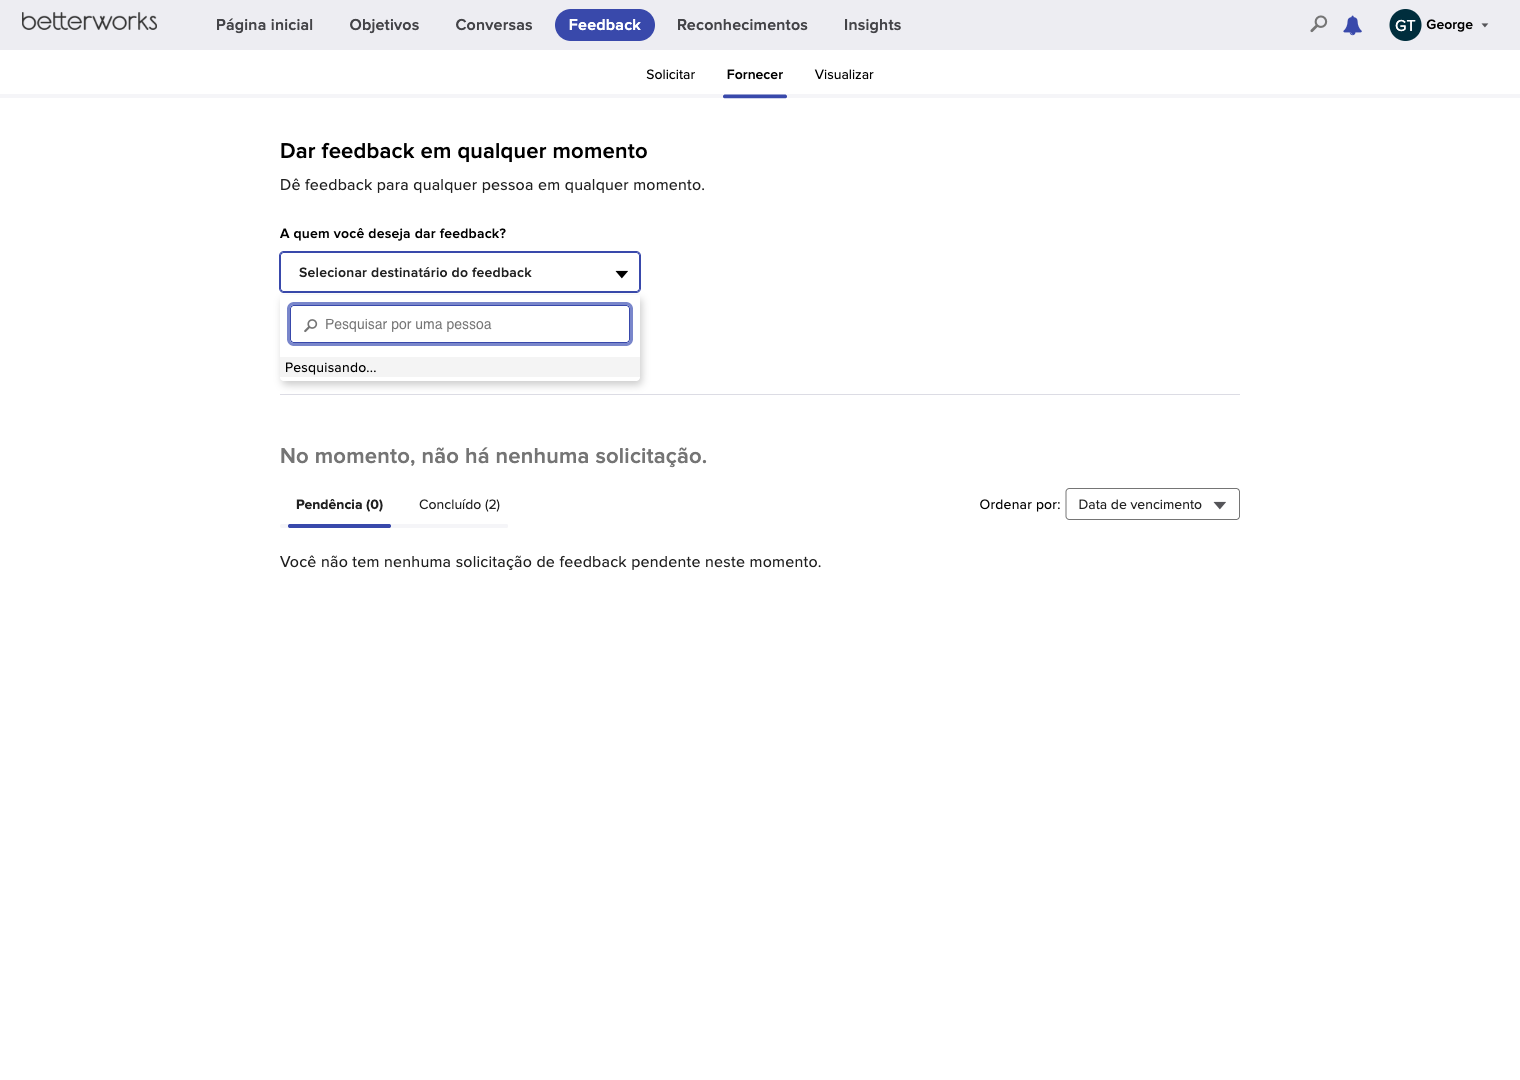 betterworks Página inicial Objetivos Conversas Feedback Reconhecimentos Insights GT George
Solicitar Fornecer Visualizar
Dar feedback em qualquer momento
Dê feedback para qualquer pessoa em qualquer momento.
A quem você deseja dar feedback?
Selecionar destinatário do feedback
Pesquisar por uma pessoa
Pesquisando...
No momento, não há nenhuma solicitação.
Pendência (0) Concluído (2) Ordenar por: Data de vencimento
Você não tem nenhuma solicitação de feedback pendente neste momento.